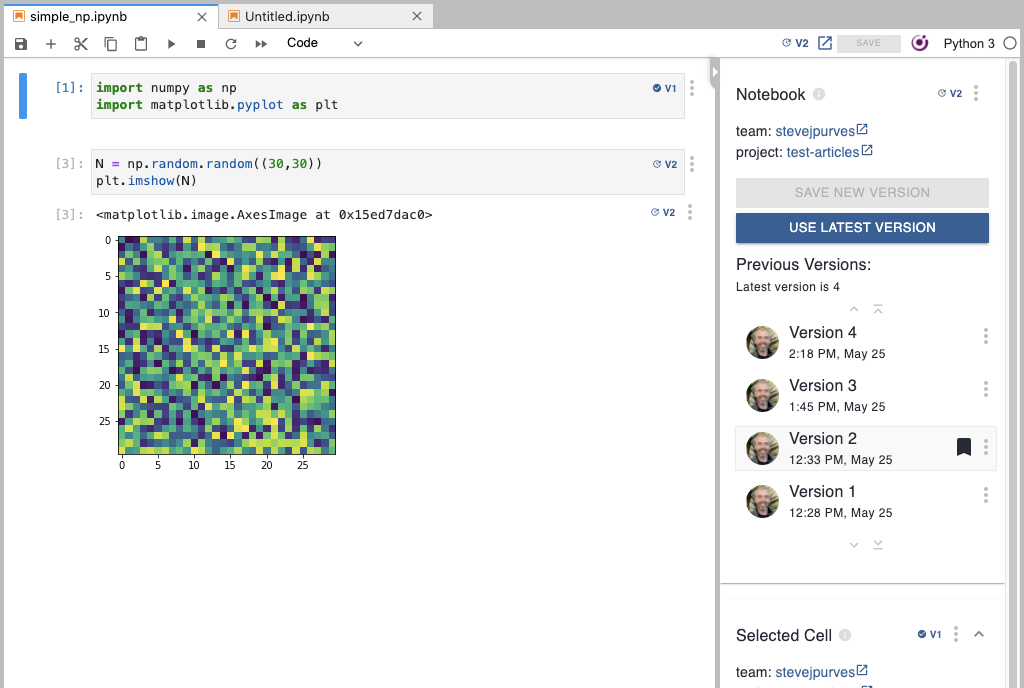 simple_np.ipynb
Untitled.ipynb
Code
V2
SAVE
Python 3
[1]:
import numpy as np
import matplotlib.pyplot as plt
V1
[3]:
N = np.random.random((30,30))
plt.imshow(N)
V2
[3]:
<matplotlib.image.AxesImage at 0x15ed7dac0>
V2
0
5
10
15
20
25
0 5 10 15 20 25
Notebook
V2
team: stevejpurves
project: test-articles
SAVE NEW VERSION
USE LATEST VERSION
Previous Versions:
Latest version is 4
Version 4
2:18 PM, May 25
Version 3
1:45 PM, May 25
Version 2
12:33 PM, May 25
Version 1
12:28 PM, May 25
Selected Cell
V1
team: stevejpurves